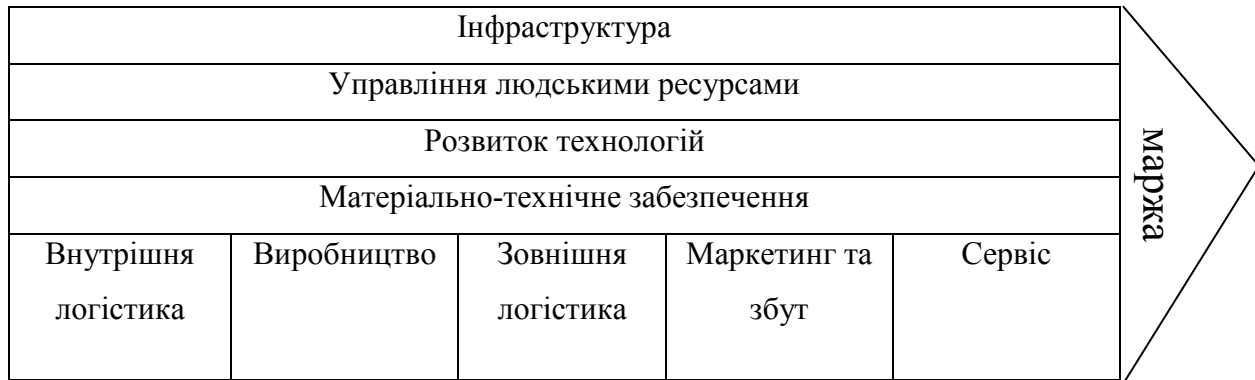 Інфраструктура
Управління людськими ресурсами
Розвиток технологій
Матеріально-технічне забезпечення
Внутрішня
логістика
Виробництво
Зовнішня
логістика
Маркетинг та
збут
Сервіс
маржа